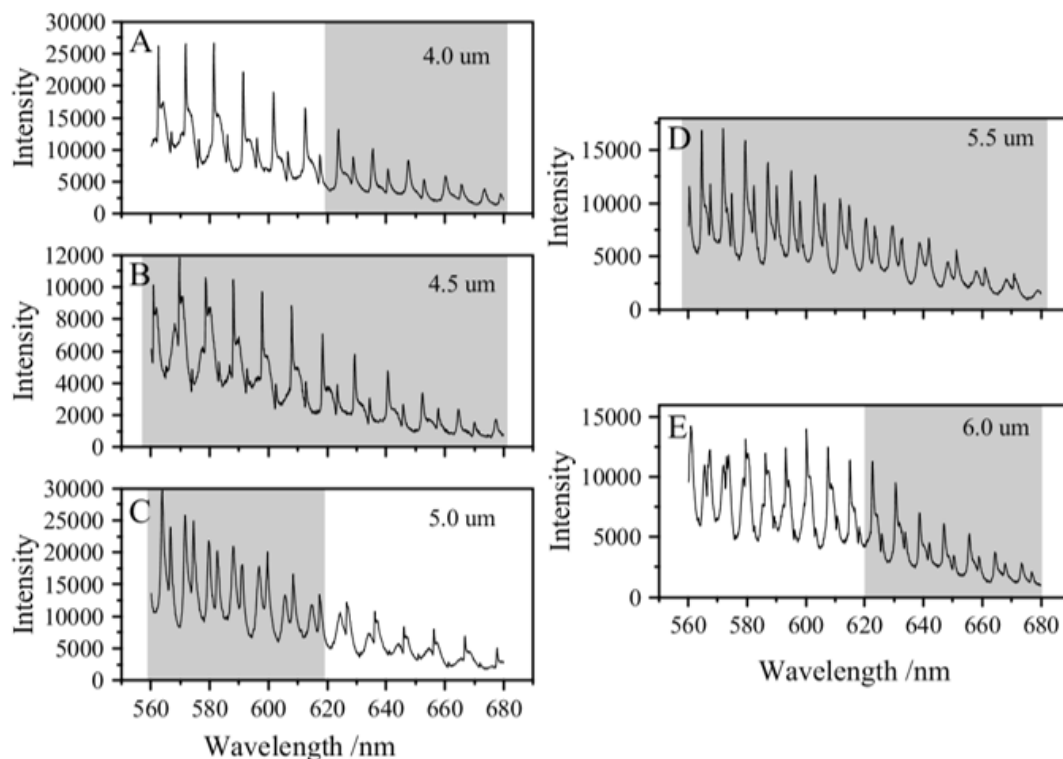 A
4.0 um
Intensity
30000
25000
20000
15000
10000
5000
0
B
4.5 um
Intensity
12000
10000
8000
6000
4000
2000
0
C
5.0 um
Intensity
30000
25000
20000
15000
10000
5000
0
560 580 600 620 640 660 680
Wavelength /nm
D
5.5 um
Intensity
15000
10000
5000
0
E
6.0 um
Intensity
15000
10000
5000
0
560 580 600 620 640 660 680
Wavelength /nm